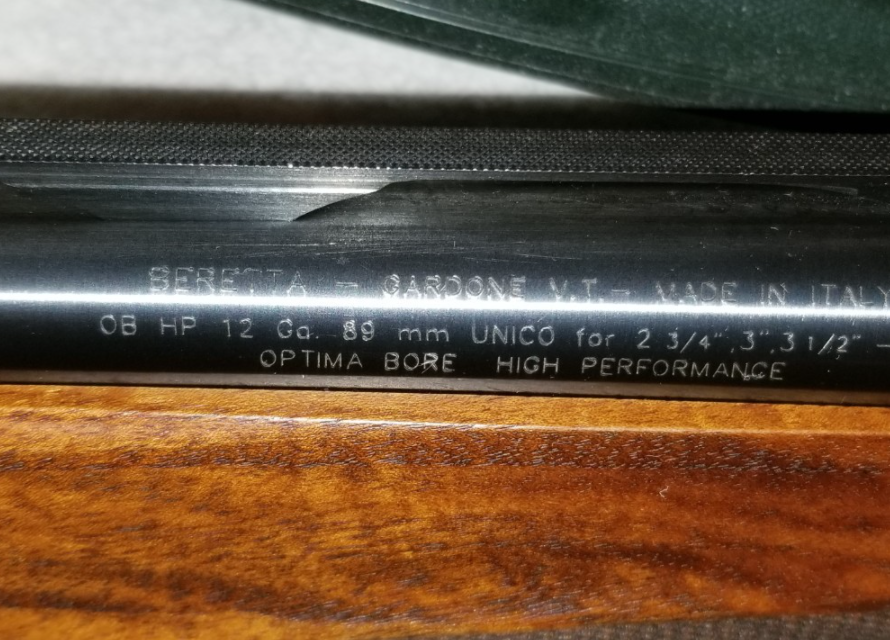 BERETTA - GARDONE V.T. - MADE IN ITALY
OB HP 12 Ga. 89 mm UNICO for 2 3/4", 3", 3 1/2" -
OPTIMA BORE HIGH PERFORMANCE